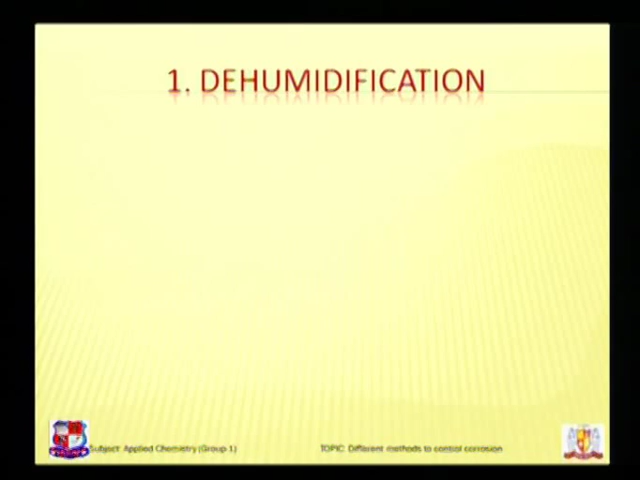 1. DEHUMIDIFICATION
Subject: Applied Chemistry (Group 1)
TOPIC: Different methods to control corrosion